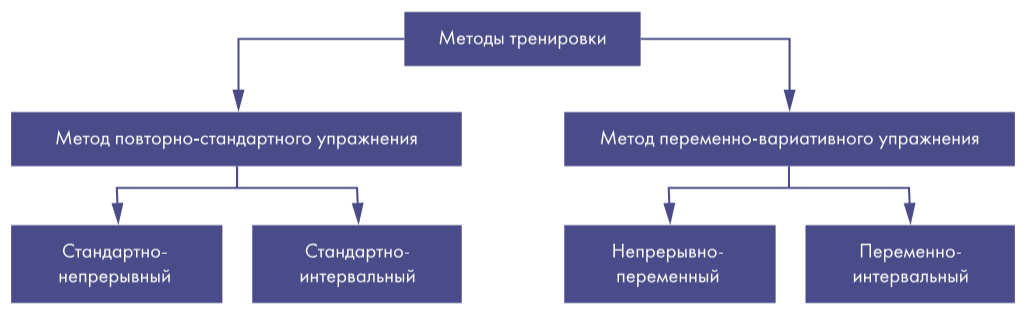 Методы тренировки
Метод повторно-стандартного упражнения
Метод переменно-вариативного упражнения
Стандартно-
непрерывный
Стандартно-
интервальный
Непрерывно-
переменный
Переменно-
интервальный